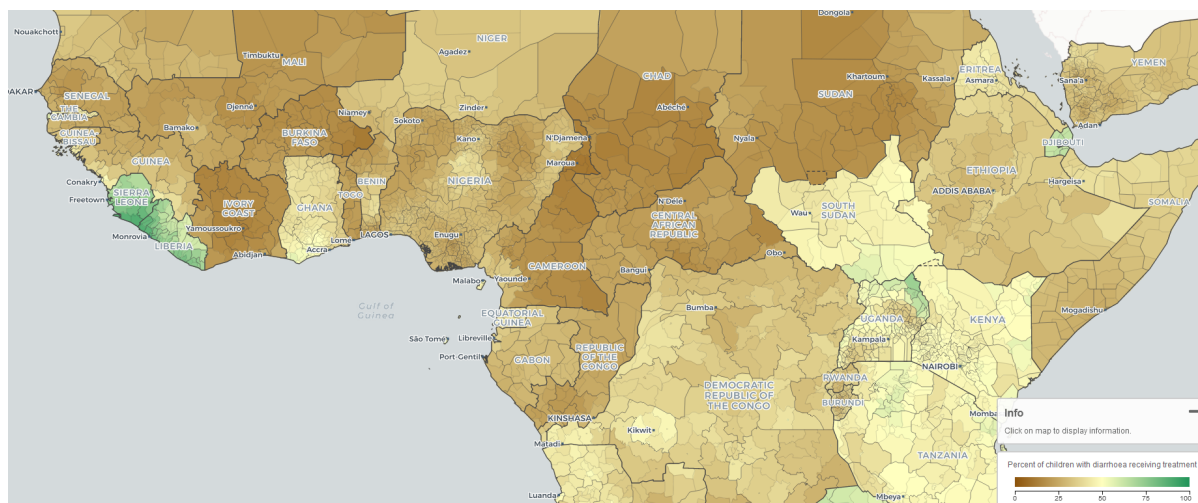 Nouakchott
Dongola
NIGER
Timbuktu
MALI
Agadez
CHAD
Khartoum
Kassala
ERITREA
Asmara
Sana'a
YEMEN
DAKAR
SENEGAL
THE
GAMBIA
GUINEA
BISSAU
Djenné
Bamako
BURKINA
FASO
Niamey
Sokoto
Zinder
Kano
N'Djamena
Maroua
Abéché
SUDAN
Nyala
Adan
DJIBOUTI
GUINEA
Conakry
SIERRA
LEONE
Freetown
Monrovia
LIBERIA
IVORY
COAST
Yamoussoukro
Abidjan
GHANA
Accra
TOGO
Lome
BENIN
LAGOS
NIGERIA
Enugu
CAMEROON
Yaounde
Malabo
N'Délé
CENTRAL
AFRICAN
REPUBLIC
Bangui
Obo
Wau
SOUTH
SUDAN
ETHIOPIA
ADDIS ABABA
Hargeisa
SOMALIA
Gulf of
Guinea
EQUATORIAL
GUINEA
São Tomé
Libreville
Port-Gentil
GABON
REPUBLIC
OF THE
CONGO
Bumba
UGANDA
Kampala
KENYA
NAIROBI
Mogadishu
KINSHASA
Matadi
Kikwit
DEMOCRATIC
REPUBLIC OF
THE CONGO
RWANDA
BURUNDI
Momba
TANZANIA
Mbeya
Luanda
Info
Click on map to display information.
Percent of children with diarrhoea receiving treatment
0 25 50 75 100